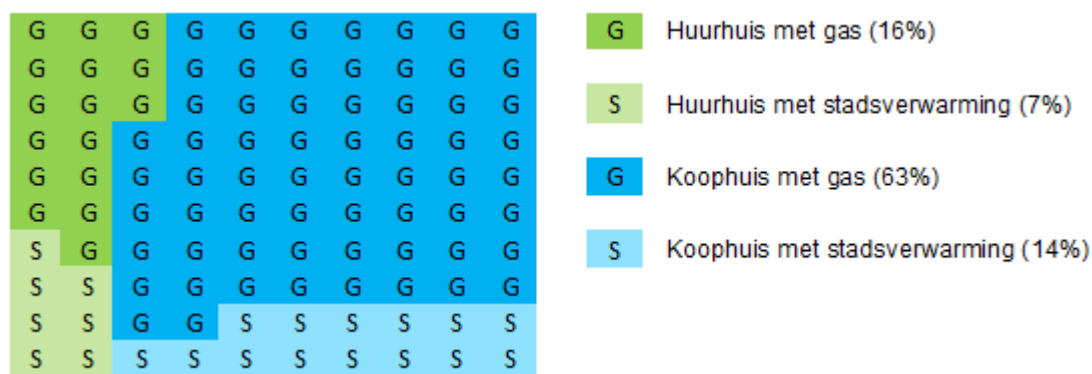 G G G G G G G G G G
G G G G G G G G G G
G G G G G G G G G G
G G G G G G G G G G
G G G G G G G G G G
G G G G G G G G G G
S G G G G G G G G G
S S G G G G G G G G
S S G G S S S S S S
S S S S S S S S S S
G Huurhuis met gas (16%)
S Huurhuis met stadsverwarming (7%)
G Koophuis met gas (63%)
S Koophuis met stadsverwarming (14%)